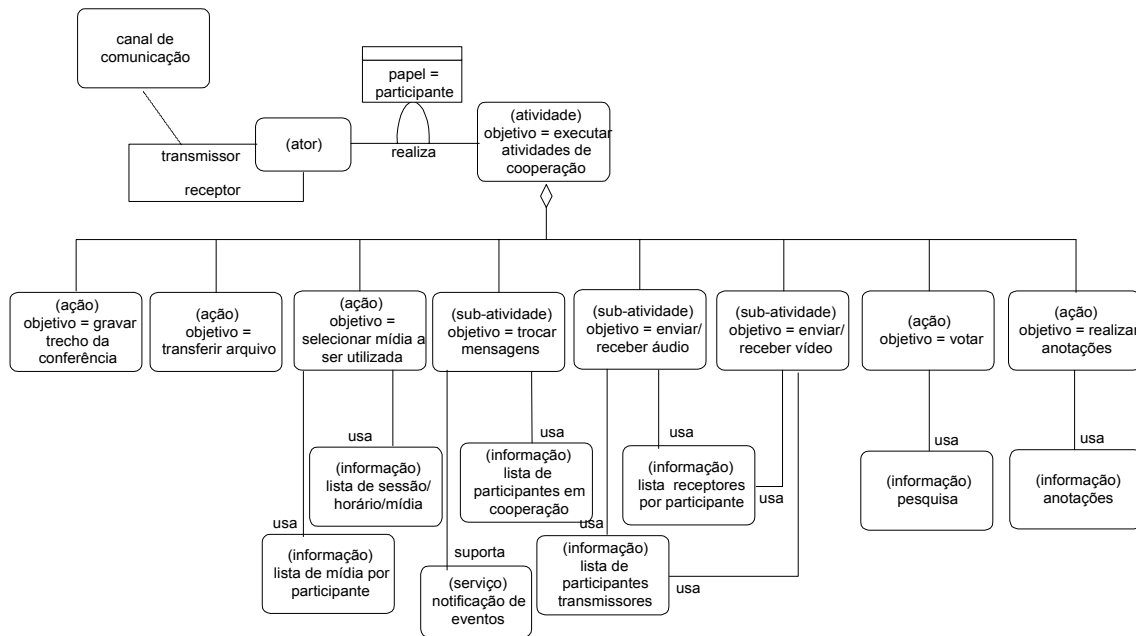 canal de
comunicação
papel =
participante
(atividade)
objetivo = executar
atividades de
cooperação
(ator)
realiza
transmissor
receptor
(ação)
objetivo = gravar
trecho da
conferência
(ação)
objetivo =
transferir arquivo
(ação)
objetivo =
selecionar mídia a
ser utilizada
(sub-atividade)
objetivo = trocar
mensagens
(sub-atividade)
objetivo = enviar/
receber áudio
(sub-atividade)
objetivo = enviar/
receber vídeo
(ação)
objetivo = votar
(ação)
objetivo = realizar
anotações
usa
usa
usa
usa
usa
(informação)
lista de sessão/
horário/mídia
(informação)
lista de
participantes em
cooperação
(informação)
lista receptores
por participante
usa
(informação)
pesquisa
(informação)
anotações
usa
usa
(informação)
lista de mídia por
participante
suporta
(serviço)
notificação de
eventos
(informação)
lista de
participantes
transmissores
usa